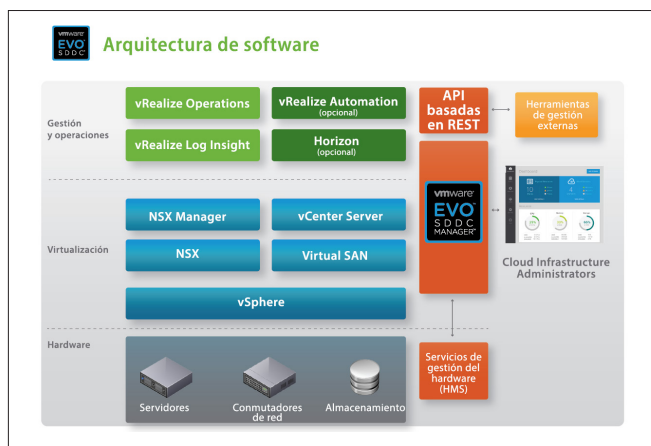 vmware
EVO
SDDC
Arquitectura de software
Gestión
y operaciones
vRealize Operations
vRealize Automation
(opcional)
vRealize Log Insight
Horizon
(opcional)
API
basadas
en REST
Herramientas
de gestión
externas
Virtualización
NSX Manager
vCenter Server
NSX
Virtual SAN
vSphere
vmware
EVO
SDDC
MANAGER™
Cloud Infrastructure
Administrators
Hardware
Servidores
Conmutadores
de red
Almacenamiento
Servicios de
gestión del
hardware
(HMS)